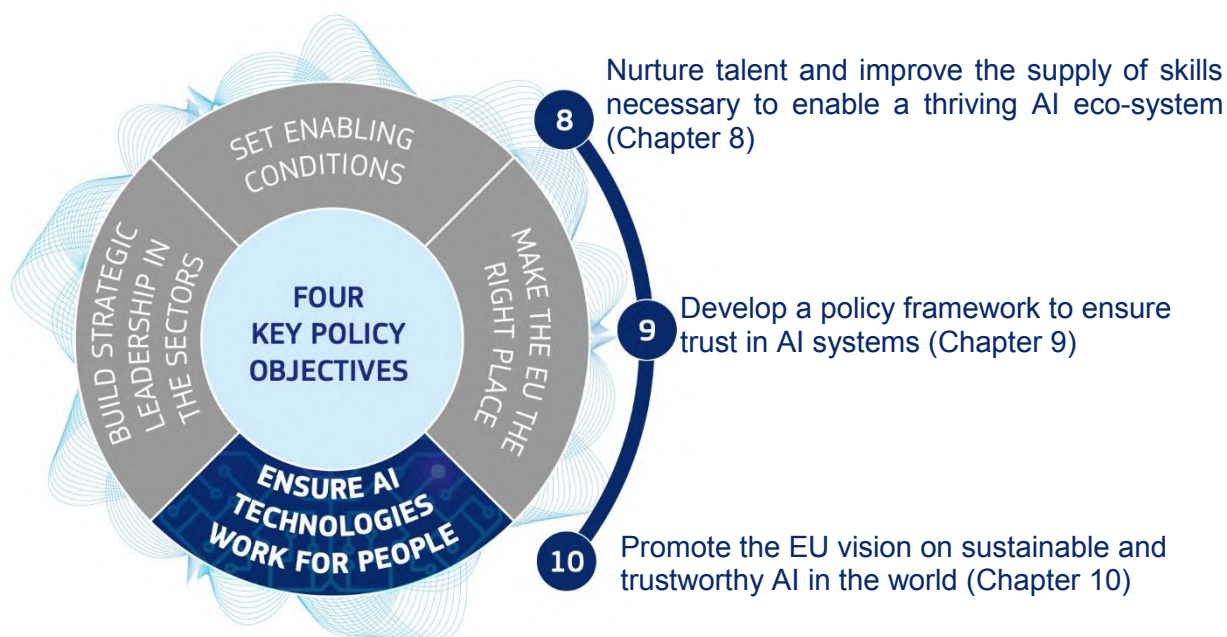 SET ENABLING
CONDITIONS
BUILD STRATEGIC
LEADERSHIP IN
THE SECTORS
FOUR
KEY POLICY
OBJECTIVES
MAKE THE EU THE
RIGHT PLACE
ENSURE AI
TECHNOLOGIES
WORK FOR PEOPLE
8
Nurture talent and improve the supply of skills
necessary to enable a thriving AI eco-system
(Chapter 8)
9
Develop a policy framework to ensure
trust in AI systems (Chapter 9)
10
Promote the EU vision on sustainable and
trustworthy AI in the world (Chapter 10)